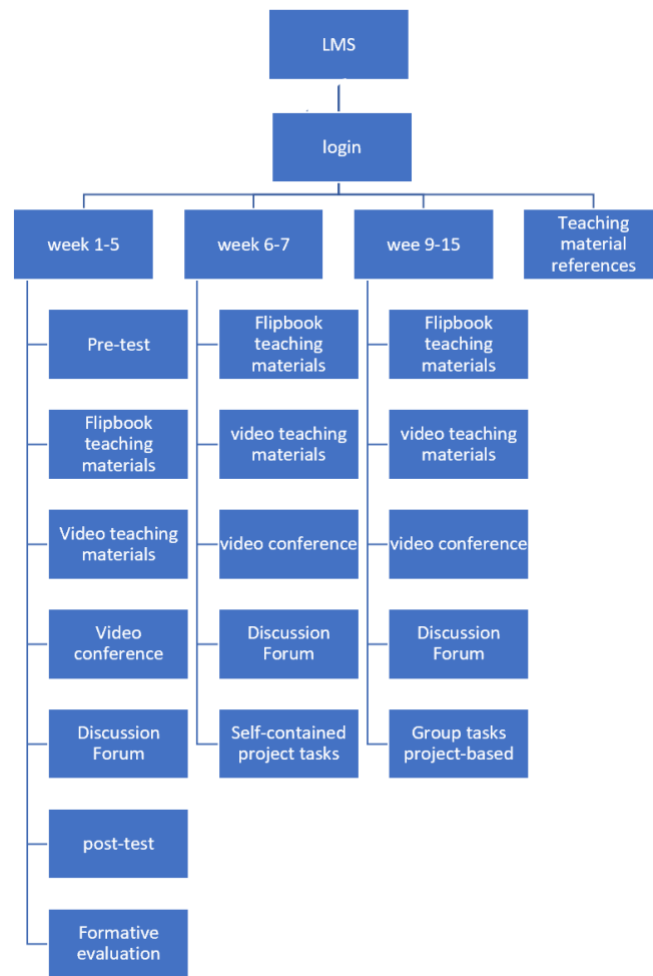 LMS
login
week 1-5
week 6-7
wee 9-15
Teaching
material
references
Pre-test
Flipbook
teaching
materials
Video teaching
materials
Video
conference
Discussion
Forum
post-test
Formative
evaluation
Flipbook
teaching
materials
video teaching
materials
video conference
Discussion
Forum
Self-contained
project tasks
Flipbook
teaching
materials
video teaching
materials
video conference
Discussion
Forum
Group tasks
project-based